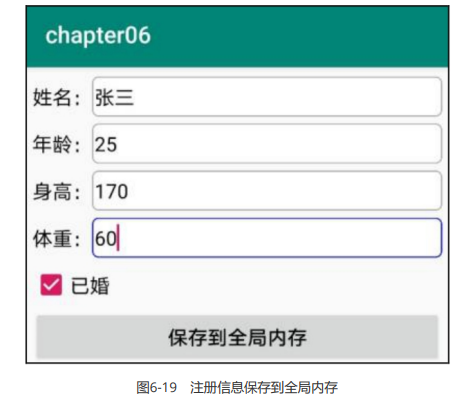 chapter06
姓名：张三
年龄：25
身高：170
体重：60
已婚
保存到全局内存
图6-19 注册信息保存到全局内存